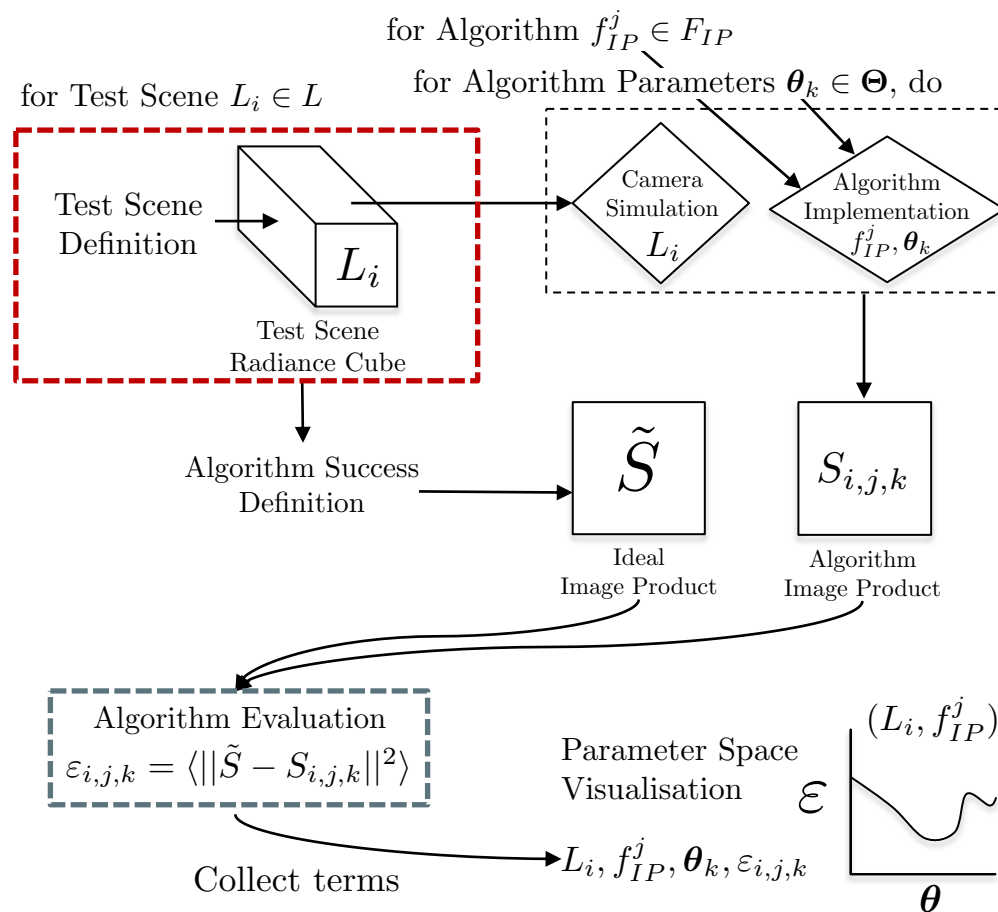 for Algorithm $f_{IP}^{j} \in F_{IP}$
for Algorithm Parameters $\boldsymbol{\theta}_k \in \boldsymbol{\Theta}$, do
for Test Scene $L_i \in L$
Test Scene
Definition
$L_i$
Test Scene
Radiance Cube
Camera
Simulation
$L_i$
Algorithm
Implementation
$f_{IP}^{j}, \boldsymbol{\theta}_k$
Algorithm Success
Definition
$\tilde{S}$
Ideal
Image Product
$S_{i,j,k}$
Algorithm
Image Product
Algorithm Evaluation
$\varepsilon_{i,j,k} = \langle ||\tilde{S} - S_{i,j,k}||^2 \rangle$
Collect terms
Parameter Space
Visualisation
$L_i, f_{IP}^{j}, \boldsymbol{\theta}_k, \varepsilon_{i,j,k}$
$(L_i, f_{IP}^{j})$
$\varepsilon$
$\boldsymbol{\theta}$